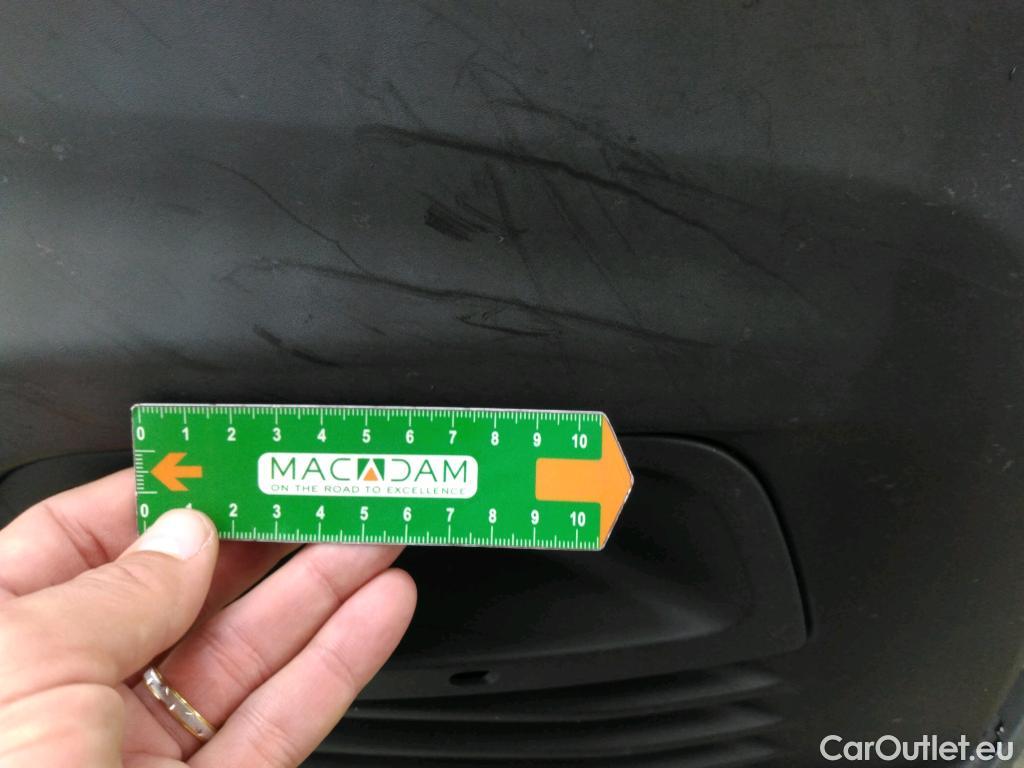 0 1 2 3 4 5 6 7 8 9 10
MACADAM
ON THE ROAD TO EXCELLENCE
0 1 2 3 4 5 6 7 8 9 10
CarOutlet.eu